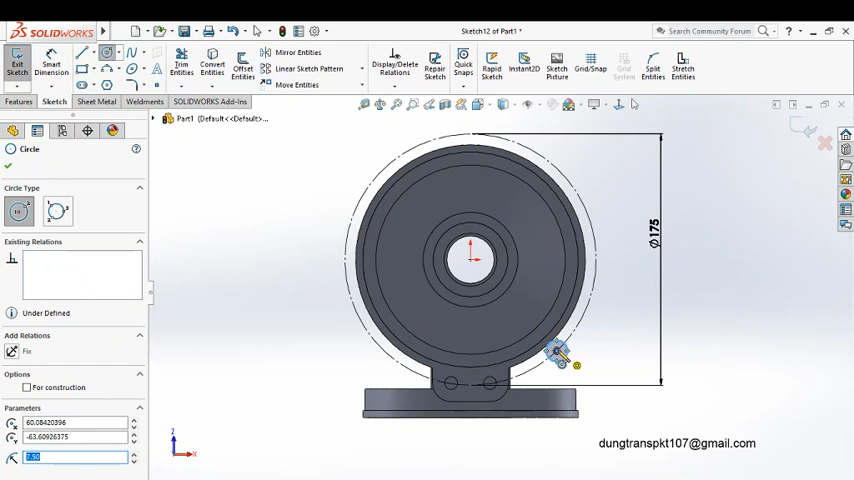 SOLIDWORKS
Sketch12 of Part1 *
Search Community Forum
Exit Sketch
Smart Dimension
Trim Entities
Convert Entities
Offset Entities
Mirror Entities
Linear Sketch Pattern
Move Entities
Display/Delete Relations
Repair Sketch
Quick Snaps
Rapid Sketch
Instant2D
Sketch Picture
Grid/Snap
Grid System
Split Entities
Stretch Entities
Features
Sketch
Sheet Metal
Weldments
SOLIDWORKS Add-Ins
Part1 (Default<<Default>...
Circle
Circle Type
Existing Relations
Under Defined
Add Relations
Fix
Options
For construction
Parameters
60.08420396
-63.60926375
7.50
Ø175
Z
X
dungtranspkt107@gmail.com